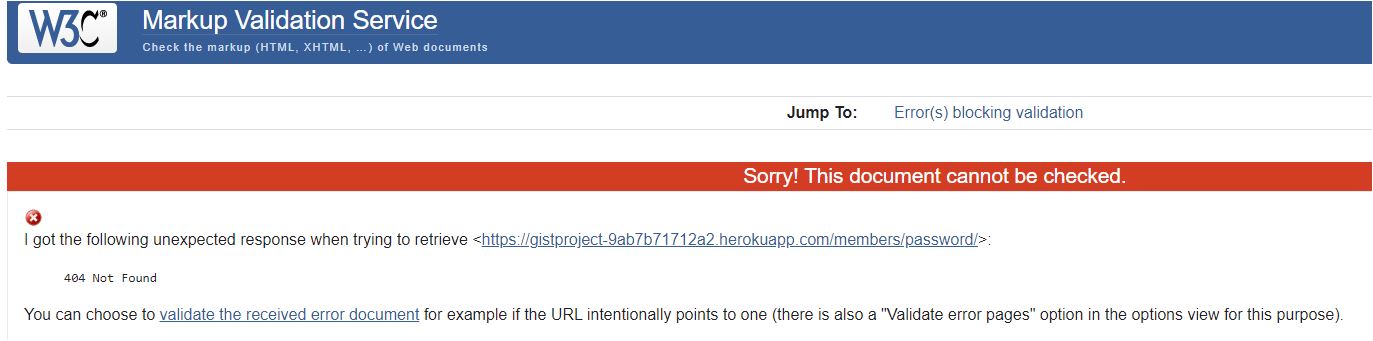 W3C®
Markup Validation Service
Check the markup (HTML, XHTML, …) of Web documents
Jump To: Error(s) blocking validation
Sorry! This document cannot be checked.
I got the following unexpected response when trying to retrieve <https://gistproject-9ab7b71712a2.herokuapp.com/members/password/>:
404 Not Found
You can choose to validate the received error document for example if the URL intentionally points to one (there is also a "Validate error pages" option in the options view for this purpose).